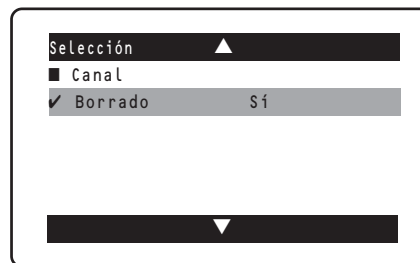 Selección ▲
■ Canal
✔ Borrado Sí
▼